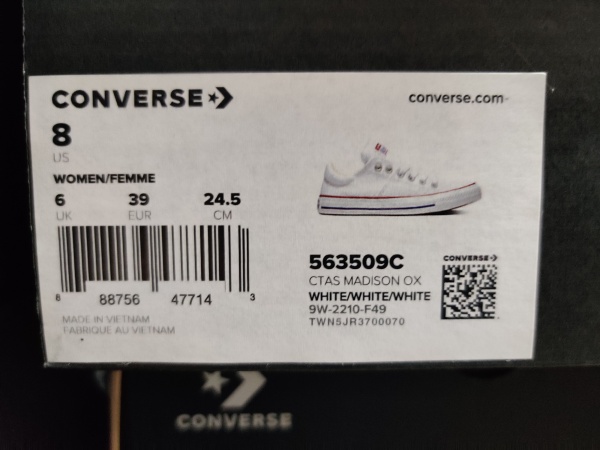 CONVERSE
converse.com
8
US
WOMEN/FEMME
6 39 24.5
UK EUR CM
8 88756 47714 3
MADE IN VIETNAM
FABRIQUE AU VIETNAM
563509C
CTAS MADISON OX
WHITE/WHITE/WHITE
9W-2210-F49
TWN5JR3700070
CONVERSE
CONVERSE